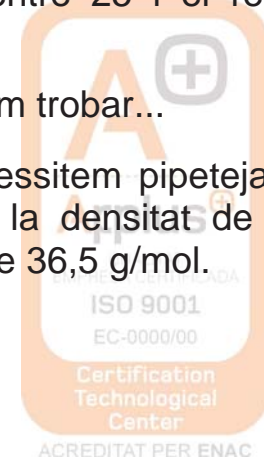 m trobar...
essitem pipeteja
la densitat de
e 36,5 g/mol.
A+
ISO 9001
EC-0000/00
Certification
Technological
Center
ACREDITAT PER ENAC